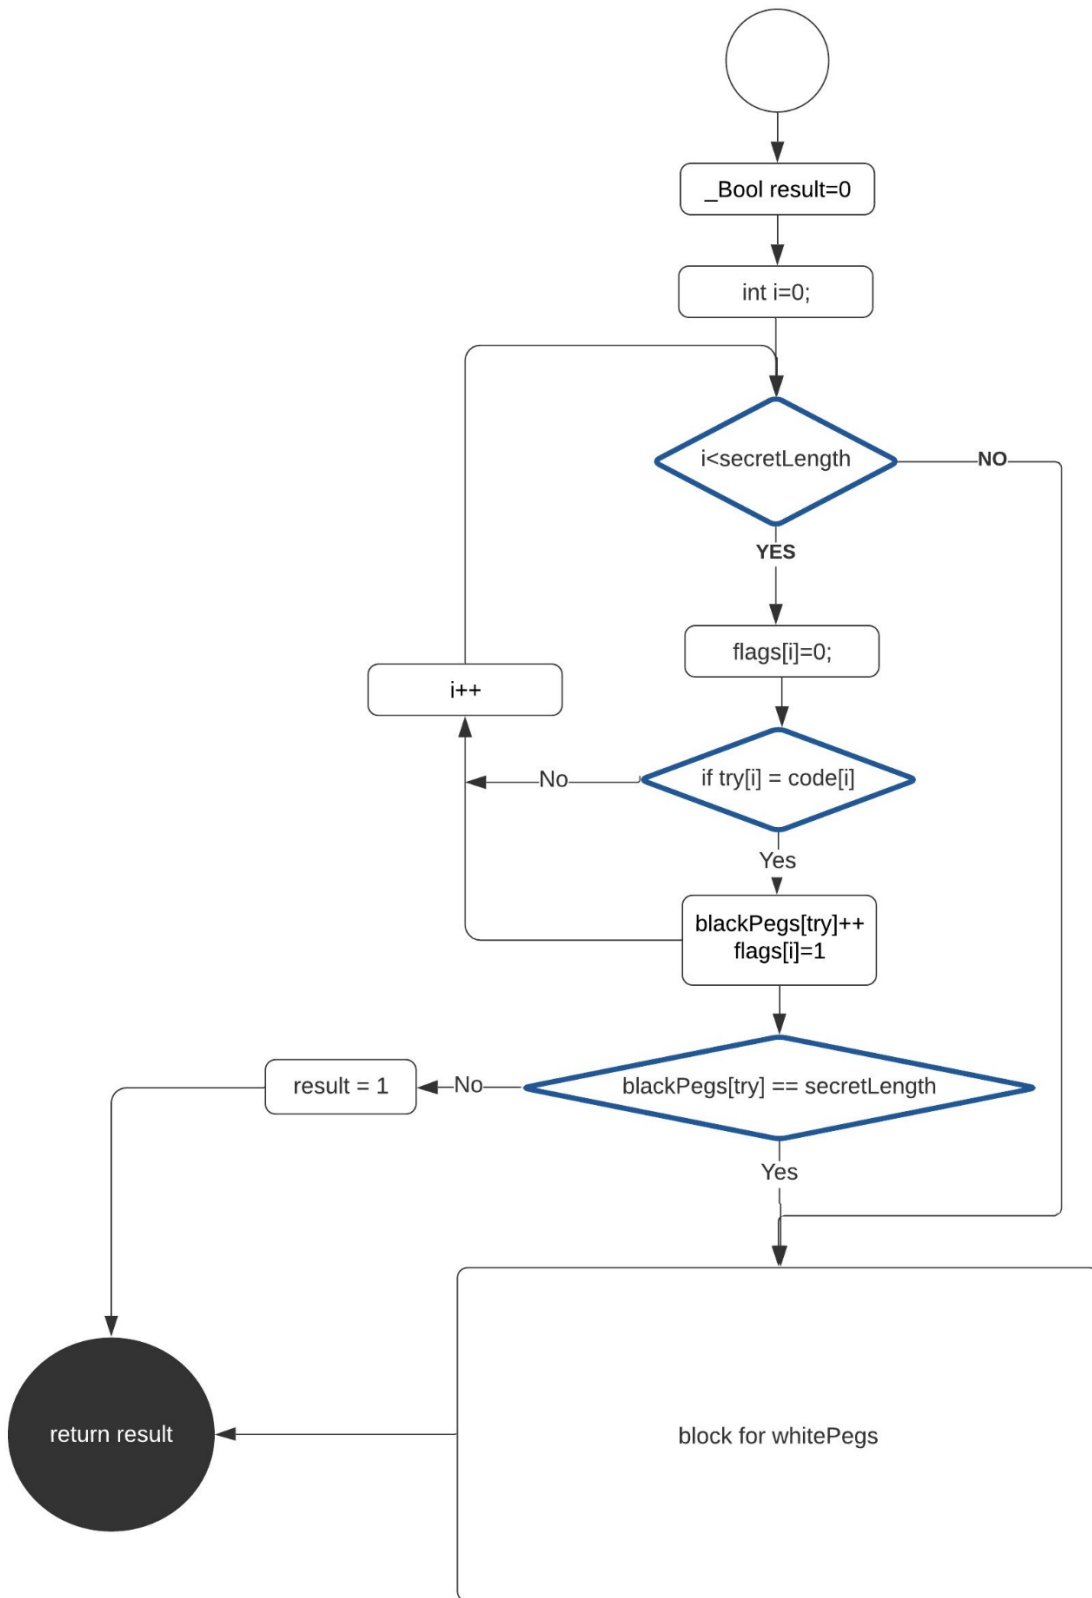 _Bool result=0
int i=0;
i<secretLength
NO
YES
flags[i]=0;
i++
if try[i] = code[i]
No
Yes
blackPegs[try]++
flags[i]=1
result = 1
No
blackPegs[try] == secretLength
Yes
return result
block for whitePegs